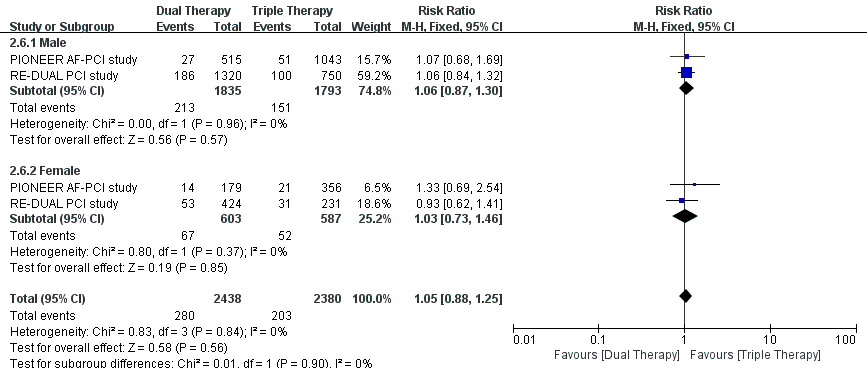 Dual Therapy Triple Therapy Risk Ratio Risk Ratio
Study or Subgroup Events Total Events Total Weight M-H, Fixed, 95% CI M-H, Fixed, 95% CI
2.6.1 Male
PIONEER AF-PCI study 27 515 51 1043 15.7% 1.07 [0.68, 1.69]
RE-DUAL PCI study 186 1320 100 750 59.2% 1.06 [0.84, 1.32]
Subtotal (95% CI) 1835 1793 74.8% 1.06 [0.87, 1.30]
Total events 213 151
Heterogeneity: Chi² = 0.00, df = 1 (P = 0.96); I² = 0%
Test for overall effect: Z = 0.56 (P = 0.57)
2.6.2 Female
PIONEER AF-PCI study 14 179 21 356 6.5% 1.33 [0.69, 2.54]
RE-DUAL PCI study 53 424 31 231 18.6% 0.93 [0.62, 1.41]
Subtotal (95% CI) 603 587 25.2% 1.03 [0.73, 1.46]
Total events 67 52
Heterogeneity: Chi² = 0.80, df = 1 (P = 0.37); I² = 0%
Test for overall effect: Z = 0.19 (P = 0.85)
Total (95% CI) 2438 2380 100.0% 1.05 [0.88, 1.25]
Total events 280 203
Heterogeneity: Chi² = 0.83, df = 3 (P = 0.84); I² = 0%
Test for overall effect: Z = 0.58 (P = 0.56)
Test for subgroup differences: Chi² = 0.01, df = 1 (P = 0.90), I² = 0%
0.01 0.1 1 10 100
Favours [Dual Therapy] Favours [Triple Therapy]